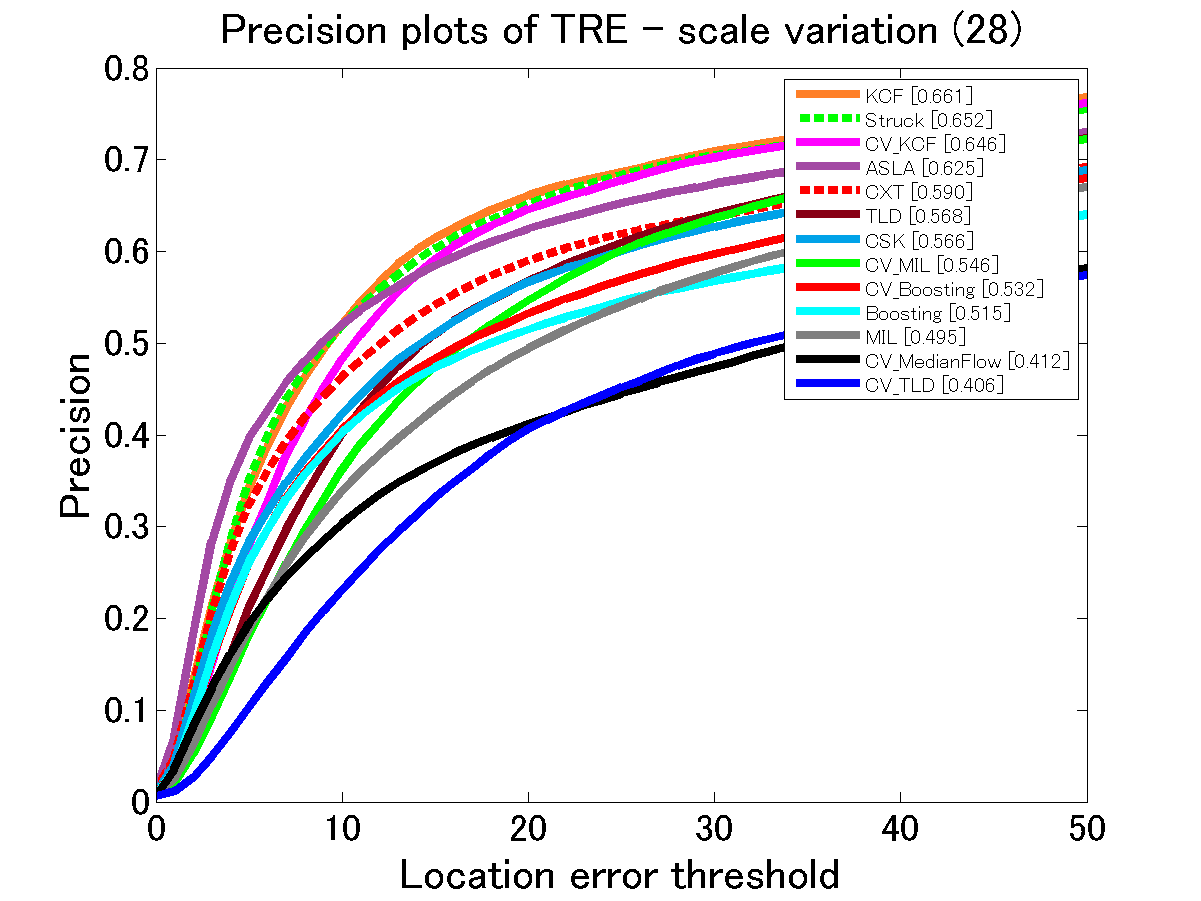 Precision plots of TRE - scale variation (28)
0.8
0.7
0.6
0.5
0.4
0.3
0.2
0.1
0
Precision
KCF [0.661]
Struck [0.652]
CV_KCF [0.646]
ASLA [0.625]
CXT [0.590]
TLD [0.568]
CSK [0.566]
CV_MIL [0.546]
CV_Boosting [0.532]
Boosting [0.515]
MIL [0.495]
CV_MedianFlow [0.412]
CV_TLD [0.406]
0 10 20 30 40 50
Location error threshold